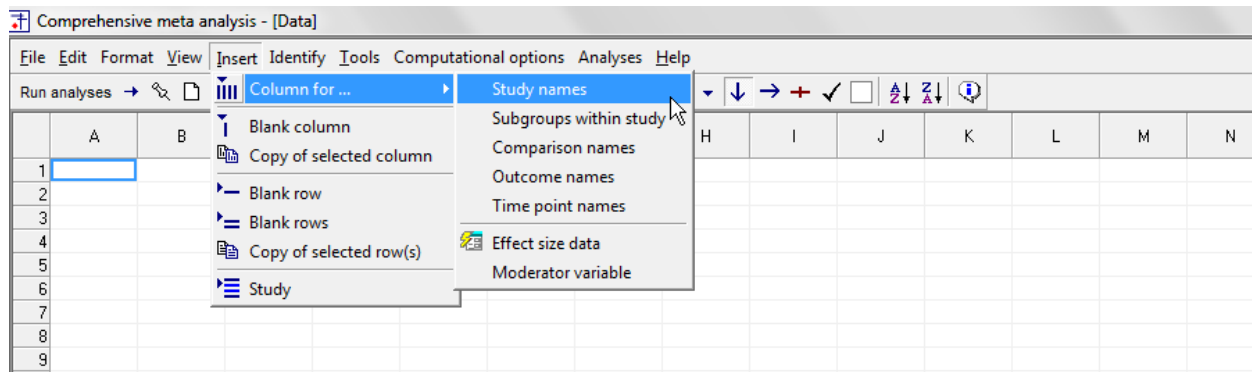 Comprehensive meta analysis - [Data]
File Edit Format View Insert Identify Tools Computational options Analyses Help
Run analyses
Column for ...
Blank column
Copy of selected column
Blank row
Blank rows
Copy of selected row(s)
Study
Study names
Subgroups within study
Comparison names
Outcome names
Time point names
Effect size data
Moderator variable
A B H I J K L M N
1
2
3
4
5
6
7
8
9